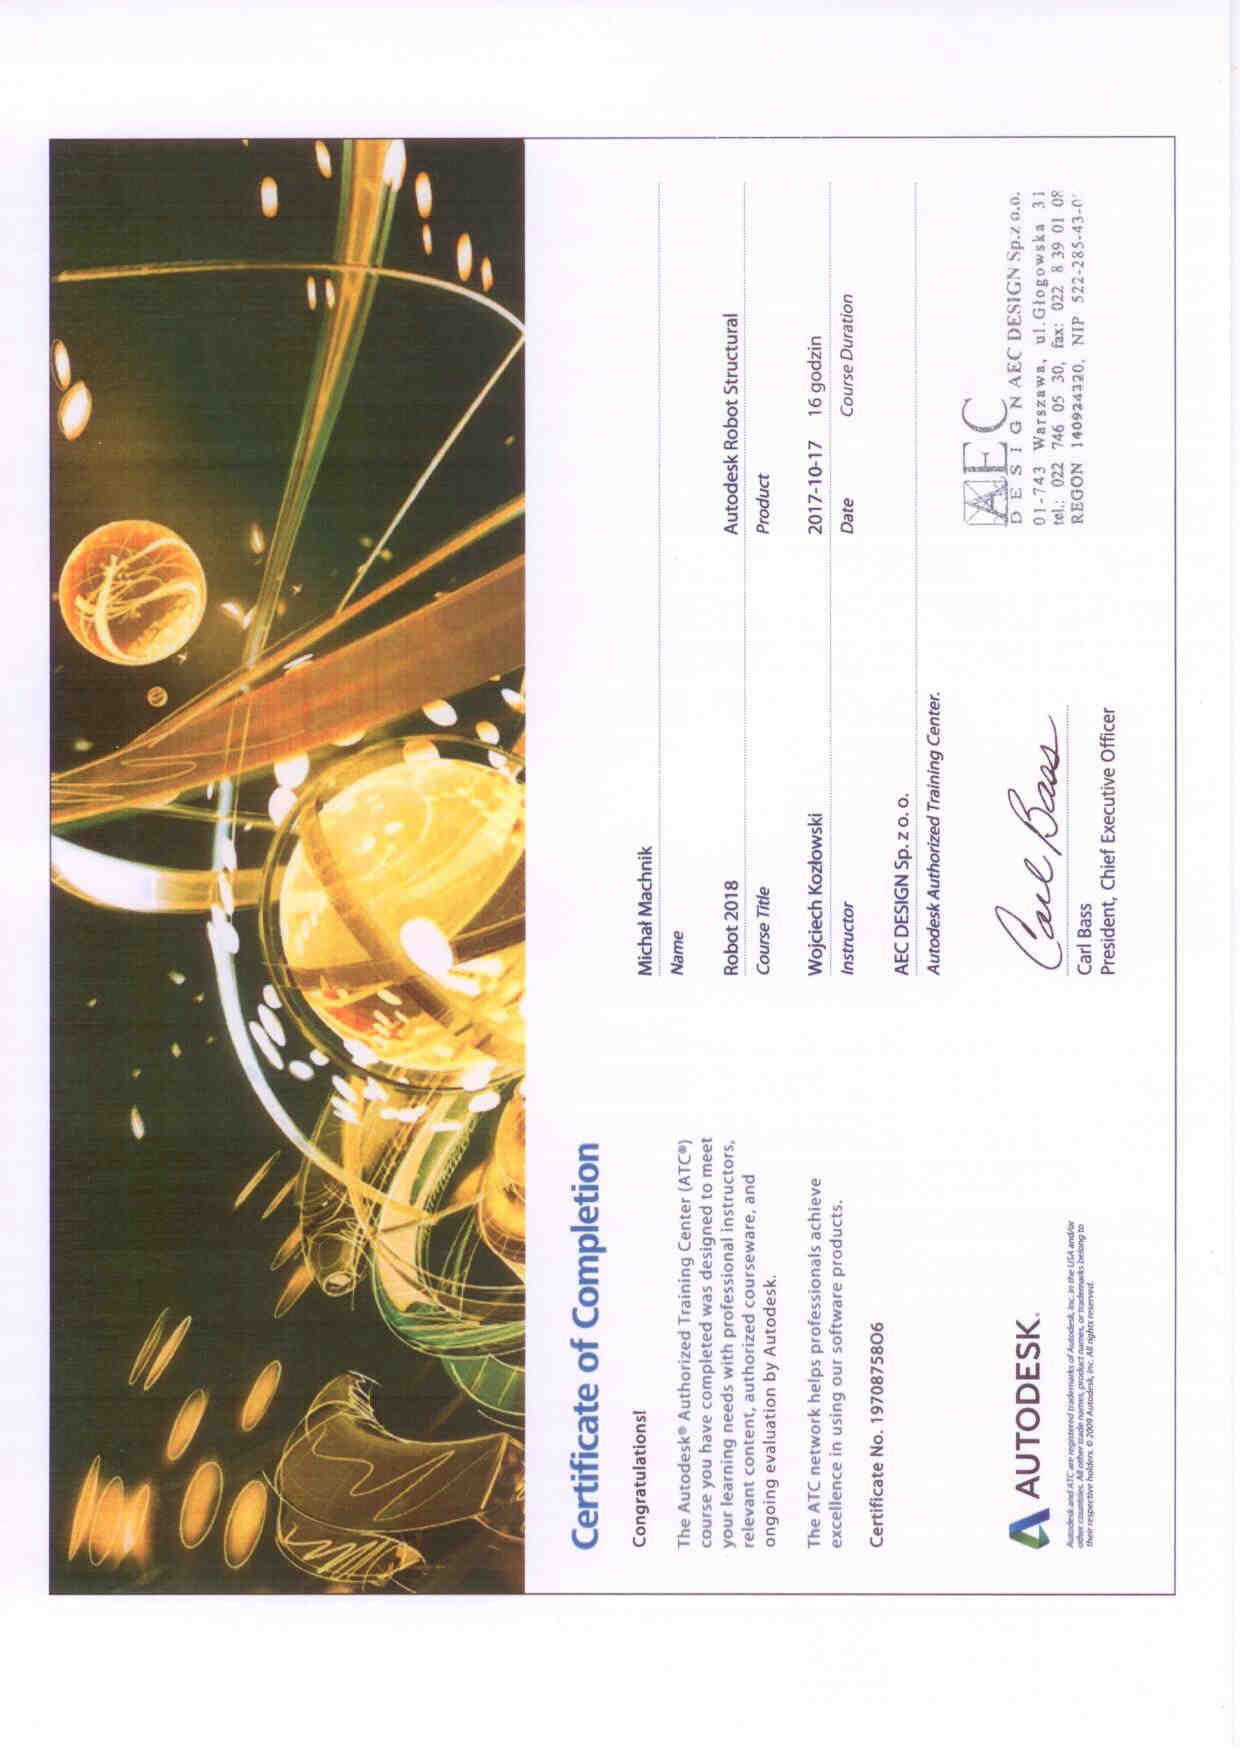 Certificate of Completion
Congratulations!
The Autodesk® Authorized Training Center (ATC®)
course you have completed was designed to meet
your learning needs with professional instructors,
relevant content, authorized courseware, and
ongoing evaluation by Autodesk.
The ATC network helps professionals achieve
excellence in using our software products.
Certificate No. 1970875806
AUTODESK.
Autodesk and ATC are registered trademarks of Autodesk, Inc. in the USA and/or
other countries. All other trade names, product names, or trademarks belong to
their respective holders. © 2009 Autodesk, Inc. All rights reserved.
Michał Machnik
Name
Robot 2018 Autodesk Robot Structural
Course Title Product
Wojciech Kozłowski 2017-10-17 16 godzin
Instructor Date Course Duration
AEC DESIGN Sp. z o. o.
Autodesk Authorized Training Center.
Carl Bass
Carl Bass
President, Chief Executive Officer
AEC
DESIGN AEC DESIGN Sp.z o.o.
01-743 Warszawa, ul.Głogowska 31
tel.: 022 746 05 30, fax: 022 8 39 01 08
REGON 140924320, NIP 522-285-43-